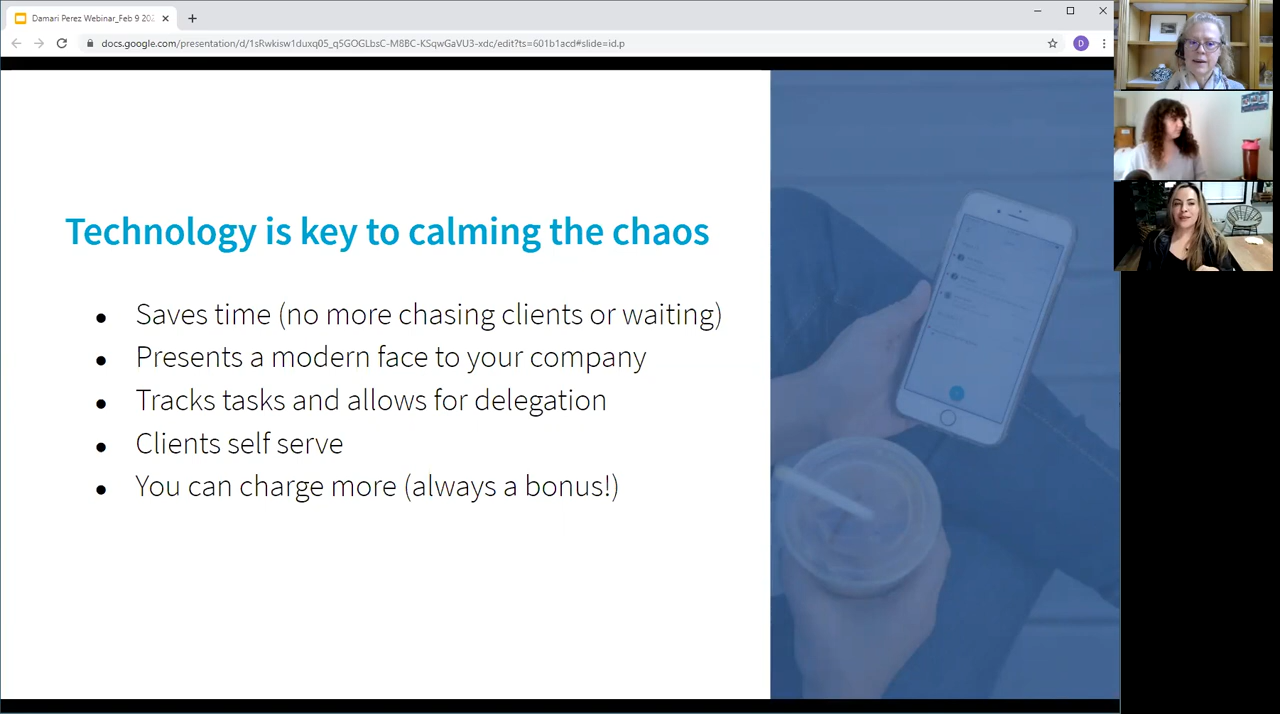 Damari Perez Webinar_Feb 9 202
docs.google.com/presentation/d/1sRwkisw1duxq05_q5GOGLbsC-M8BC-KSqwGaVU3-xdc/edit?ts=601b1acd#slide=id.p
D
Technology is key to calming the chaos
● Saves time (no more chasing clients or waiting)
● Presents a modern face to your company
● Tracks tasks and allows for delegation
● Clients self serve
● You can charge more (always a bonus!)